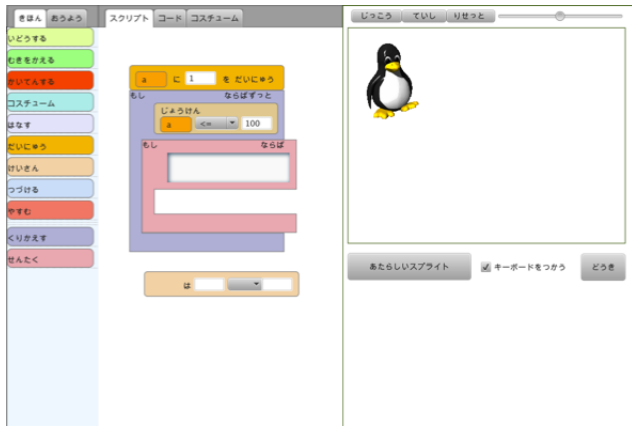 きほん おうよう
いどうする
むきをかえる
かいてんする
コスチューム
はなす
だいにゅう
けいさん
つづける
やすむ
くりかえす
せんたく
スクリプト コード コスチューム
a に 1 を だいにゅう
もし ならばずっと
じょうけん
a <= 100
もし ならば
は
じっこう ていし りせっと
あたらしいスプライト キーボードをつかう どうき